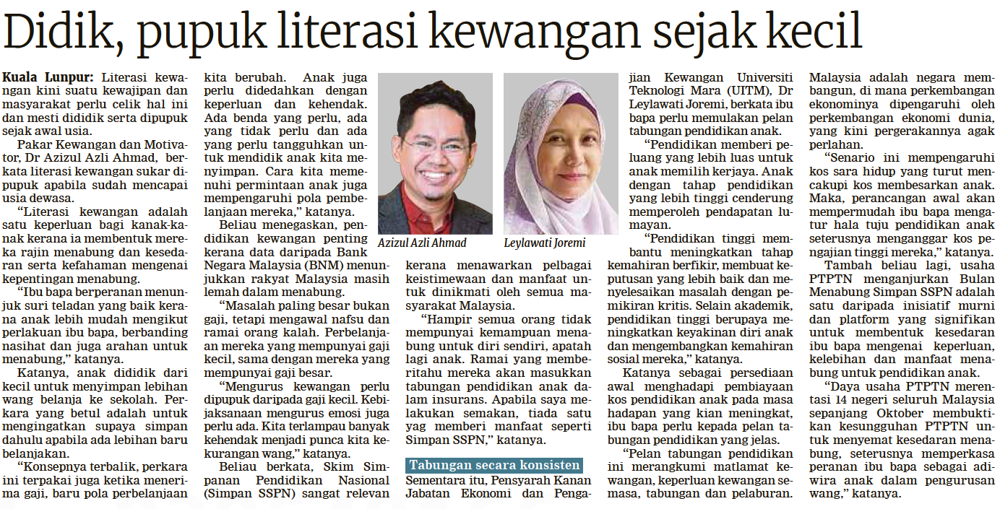 Didik, pupuk literasi kewangan sejak kecil
Kuala Lunpur: Literasi kewa-
ngan kini suatu kewajipan dan
masyarakat perlu celik hal ini
dan mesti dididik serta dipupuk
sejak awal usia.
Pakar Kewangan dan Motiva-
tor, Dr Azizul Azli Ahmad, ber-
kata literasi kewangan sukar di-
pupuk apabila sudah mencapai
usia dewasa.
“Literasi kewangan adalah
satu keperluan bagi kanak-ka-
nak kerana ia membentuk mere-
ka rajin menabung dan keseda-
ran serta kefahaman mengenai
kepentingan menabung.
“Ibu bapa berperanan menun-
juk suri teladan yang baik kera-
na anak lebih mudah mengikut
perlakuan ibu bapa, berbanding
nasihat dan juga arahan untuk
menabung,” katanya.
Katanya, anak dididik dari
kecil untuk menyimpan lebihan
wang belanja ke sekolah. Per-
kara yang betul adalah untuk
mengingatkan supaya simpan
dahulu apabila ada lebihan baru
belanjakan.
“Konsepnya terbalik, perkara
ini terpakai juga ketika meneri-
ma gaji, baru pola perbelanjaan
kita berubah. Anak juga
perlu didedahkan dengan
keperluan dan kehendak.
Ada benda yang perlu, ada
yang tidak perlu dan ada
yang perlu tangguhkan un-
tuk mendidik anak kita me-
nyimpan. Cara kita meme-
nuhi permintaan anak juga
mempengaruhi pola pembe-
lanjaan mereka,” katanya.
Beliau menegaskan, pen-
didikan kewangan penting
kerana data daripada Bank
Negara Malaysia (BNM) menun-
jukkan rakyat Malaysia masih
lemah dalam menabung.
“Masalah paling besar bukan
gaji, tetapi mengawal nafsu dan
ramai orang kalah. Perbelanja-
an mereka yang mempunyai gaji
kecil, sama dengan mereka yang
mempunyai gaji besar.
“Mengurus kewangan perlu
dipupuk daripada gaji kecil. Kebi-
jaksanaan mengurus emosi juga
perlu ada. Kita terlampau banyak
kehendak menjadi punca kita ke-
kurangan wang,” katanya.
Beliau berkata, Skim Sim-
panan Pendidikan Nasional
(Simpan SSPN) sangat relevan
Azizul Azli Ahmad
Leylawati Joremi
kerana menawarkan pelbagai
keistimewaan dan manfaat un-
tuk dinikmati oleh semua ma-
syarakat Malaysia.
“Hampir semua orang tidak
mempunyai kemampuan mena-
bung untuk diri sendiri, apatah
lagi anak. Ramai yang membe-
ritahu mereka akan masukkan
tabungan pendidikan anak da-
lam insurans. Apabila saya me-
lakukan semakan, tiada satu
yag memberi manfaat seperti
Simpan SSPN,” katanya.
Tabungan secara konsisten
Sementara itu, Pensyarah Kanan
Jabatan Ekonomi dan Penga-
jian Kewangan Universiti
Teknologi Mara (UITM), Dr
Leylawati Joremi, berkata ibu
bapa perlu memulakan pelan
tabungan pendidikan anak.
“Pendidikan memberi pe-
luang yang lebih luas untuk
anak memilih kerjaya. Anak
dengan tahap pendidikan
yang lebih tinggi cenderung
memperoleh pendapatan lu-
mayan.
“Pendidikan tinggi mem-
bantu meningkatkan tahap
kemahiran berfikir, membuat ke-
putusan yang lebih baik dan me-
nyelesaikan masalah dengan pe-
mikiran kritis. Selain akademik,
pendidikan tinggi berupaya me-
ningkatkan keyakinan diri anak
dan mengembangkan kemahiran
sosial mereka,” katanya.
Katanya sebagai persediaan
awal menghadapi pembiayaan
kos pendidikan anak pada masa
hadapan yang kian meningkat,
ibu bapa perlu kepada pelan ta-
bungan pendidikan yang jelas.
“Pelan tabungan pendidikan
ini merangkumi matlamat ke-
wangan, keperluan kewangan se-
masa, tabungan dan pelaburan.
Malaysia adalah negara mem-
bangun, di mana perkembangan
ekonominya dipengaruhi oleh
perkembangan ekonomi dunia,
yang kini pergerakannya agak
perlahan.
“Senario ini mempengaruhi
kos sara hidup yang turut men-
cakupi kos membesarkan anak.
Maka, perancangan awal akan
mempermudah ibu bapa menga-
tur hala tuju pendidikan anak
seterusnya menganggar kos pe-
ngajian tinggi mereka,” katanya.
Tambah beliau lagi, usaha
PTPTN menganjurkan Bulan
Menabung Simpan SSPN adalah
satu daripada inisiatif murni
dan platform yang signifikan
untuk membentuk kesedaran
ibu bapa mengenai keperluan,
kelebihan dan manfaat mena-
bung untuk pendidikan anak.
“Daya usaha PTPTN meren-
tasi 14 negeri seluruh Malaysia
sepanjang Oktober membukti-
kan kesungguhan PTPTN un-
tuk menyemat kesedaran mena-
bung, seterusnya memperkasa
peranan ibu bapa sebagai adi-
wira anak dalam pengurusan
wang,” katanya.